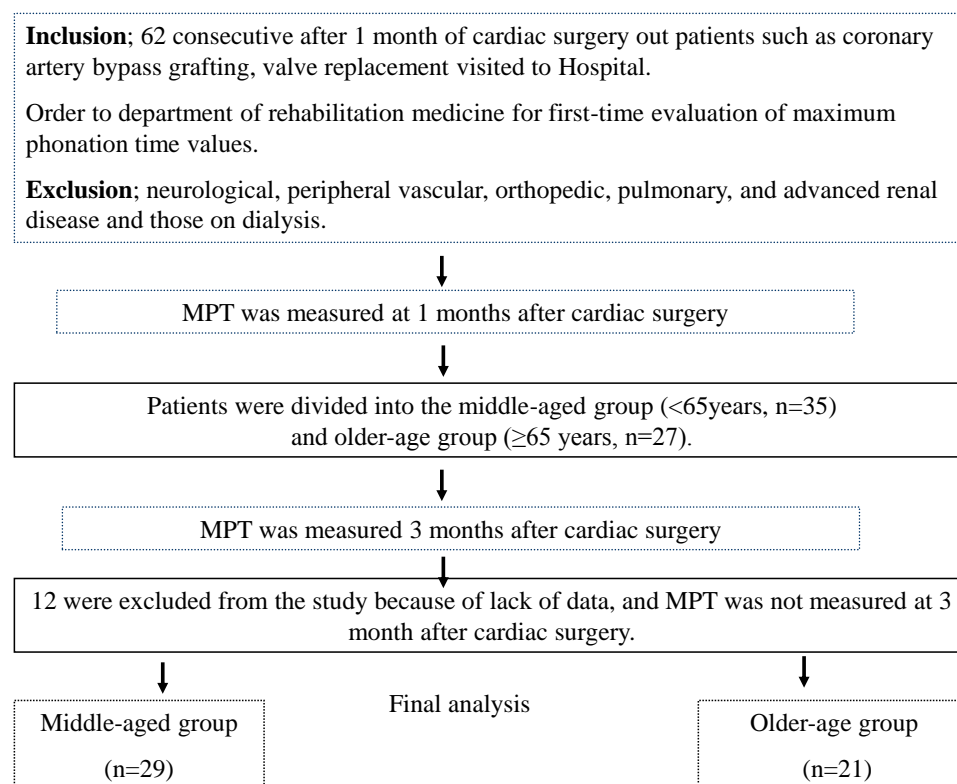 Inclusion; 62 consecutive after 1 month of cardiac surgery out patients such as coronary
artery bypass grafting, valve replacement visited to Hospital.
Order to department of rehabilitation medicine for first-time evaluation of maximum
phonation time values.
Exclusion; neurological, peripheral vascular, orthopedic, pulmonary, and advanced renal
disease and those on dialysis.
MPT was measured at 1 months after cardiac surgery
Patients were divided into the middle-aged group (<65years, n=35)
and older-age group (≥65 years, n=27).
MPT was measured 3 months after cardiac surgery
12 were excluded from the study because of lack of data, and MPT was not measured at 3
month after cardiac surgery.
Final analysis
Middle-aged group
(n=29)
Older-age group
(n=21)